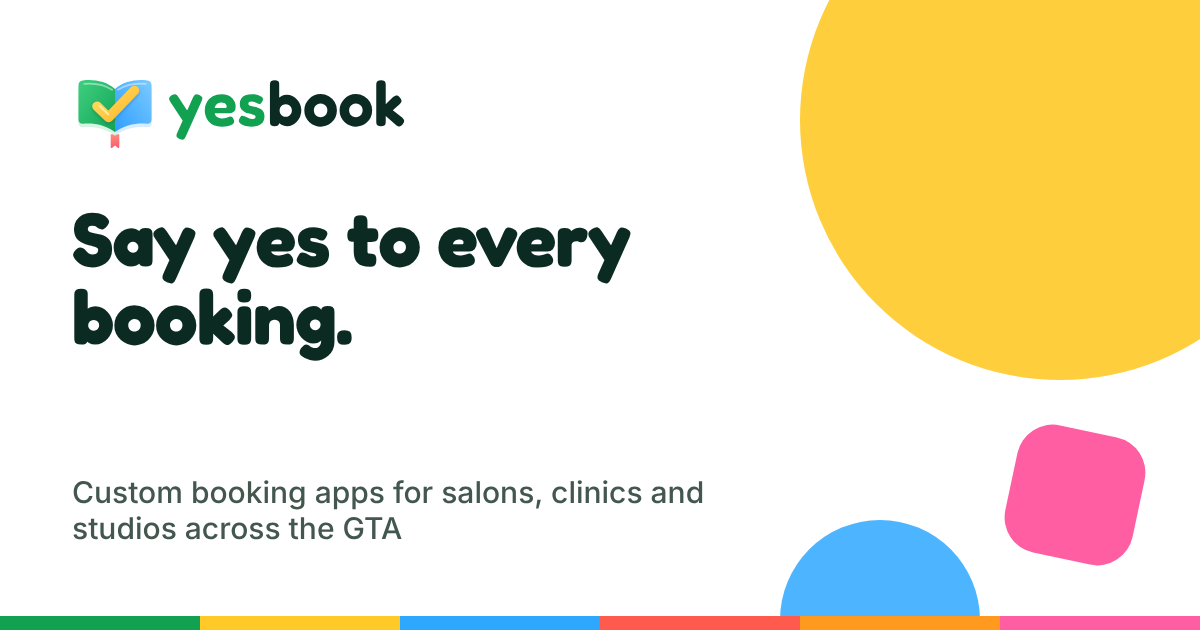 yesbook
Say yes to every
booking.
Custom booking apps for salons, clinics and
studios across the GTA